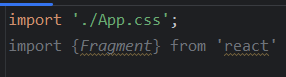 import './App.css';
import {Fragment} from 'react'